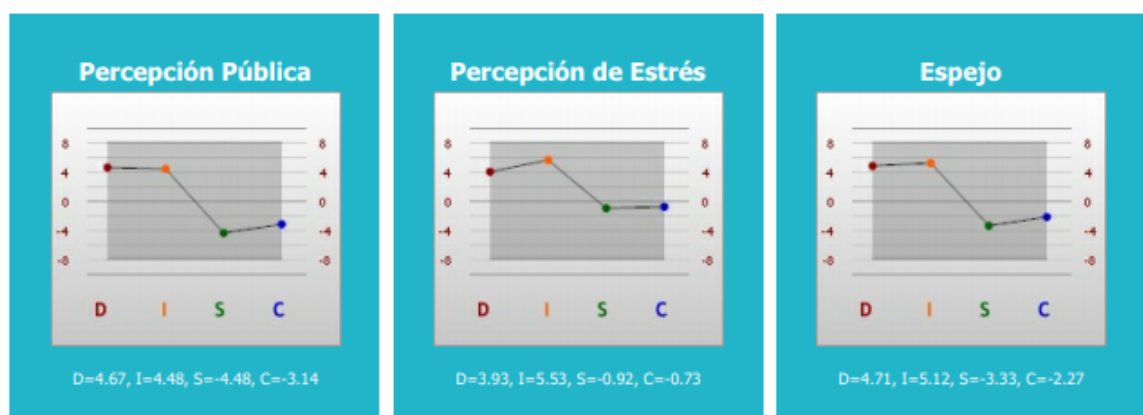 Percepción Pública
8 8
4 4
0 0
-4 -4
-8 -8
D I S C
D=4.67, I=4.48, S=-4.48, C=-3.14
Percepción de Estrés
8 8
4 4
0 0
-4 -4
-8 -8
D I S C
D=3.93, I=5.53, S=-0.92, C=-0.73
Espejo
8 8
4 4
0 0
-4 -4
-8 -8
D I S C
D=4.71, I=5.12, S=-3.33, C=-2.27